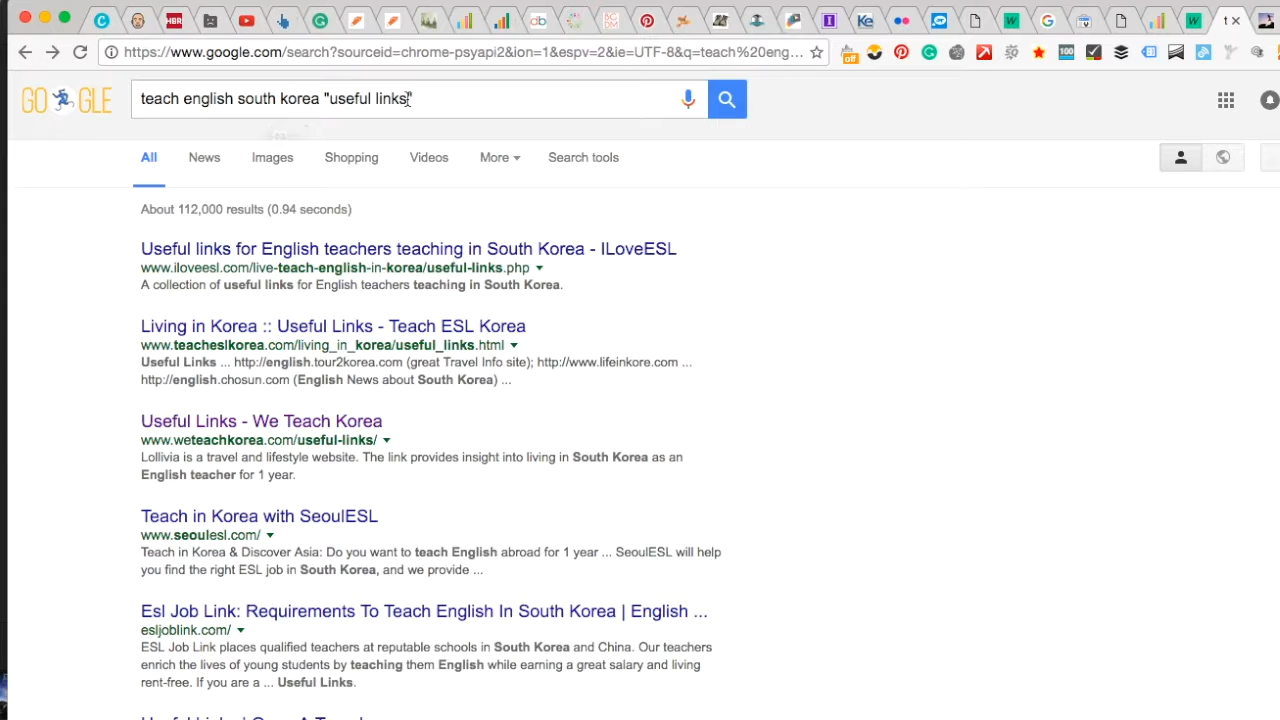 HBR
https://www.google.com/search?sourceid=chrome-psyapi2&ion=1&espv=2&ie=UTF-8&q=teach%20eng...
off
100
GO GLE
teach english south korea "useful links"
All News Images Shopping Videos More Search tools
About 112,000 results (0.94 seconds)
Useful links for English teachers teaching in South Korea - ILoveESL
www.iloveesl.com/live-teach-english-in-korea/useful-links.php
A collection of useful links for English teachers teaching in South Korea.
Living in Korea :: Useful Links - Teach ESL Korea
www.teacheslkorea.com/living_in_korea/useful_links.html
Useful Links ... http://english.tour2korea.com (great Travel Info site); http://www.lifeinkore.com ...
http://english.chosun.com (English News about South Korea) ...
Useful Links - We Teach Korea
www.weteachkorea.com/useful-links/
Lollivia is a travel and lifestyle website. The link provides insight into living in South Korea as an
English teacher for 1 year.
Teach in Korea with SeoulESL
www.seoulesl.com/
Teach in Korea & Discover Asia: Do you want to teach English abroad for 1 year ... SeoulESL will help
you find the right ESL job in South Korea, and we provide ...
Esl Job Link: Requirements To Teach English In South Korea | English ...
esljoblink.com/
ESL Job Link places qualified teachers at reputable schools in South Korea and China. Our teachers
enrich the lives of young students by teaching them English while earning a great salary and living
rent-free. If you are a ... Useful Links.